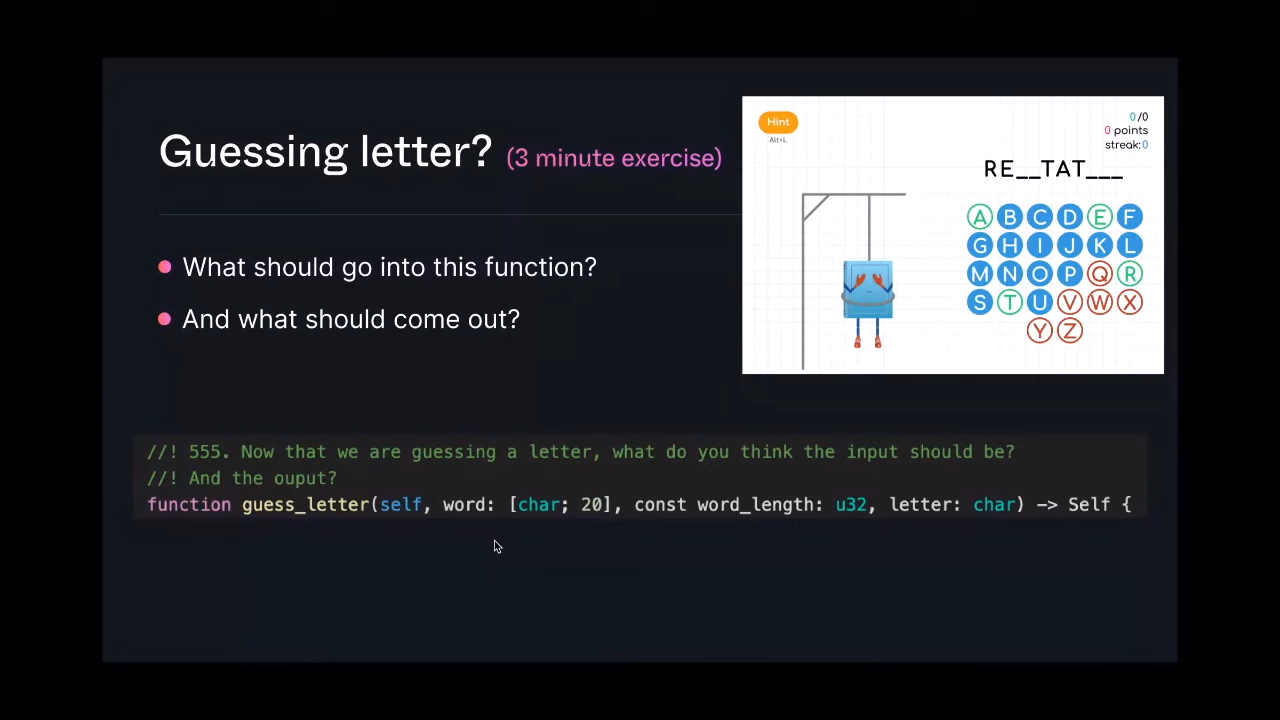 Guessing letter? (3 minute exercise)
What should go into this function?
And what should come out?
Hint
Alt+L
0/0
0 points
streak:0
RE__TAT___
A B C D E F
G H I J K L
M N O P Q R
S T U V W X
Y Z
//! 555. Now that we are guessing a letter, what do you think the input should be?
//! And the ouput?
function guess_letter(self, word: [char; 20], const word_length: u32, letter: char) -> Self {